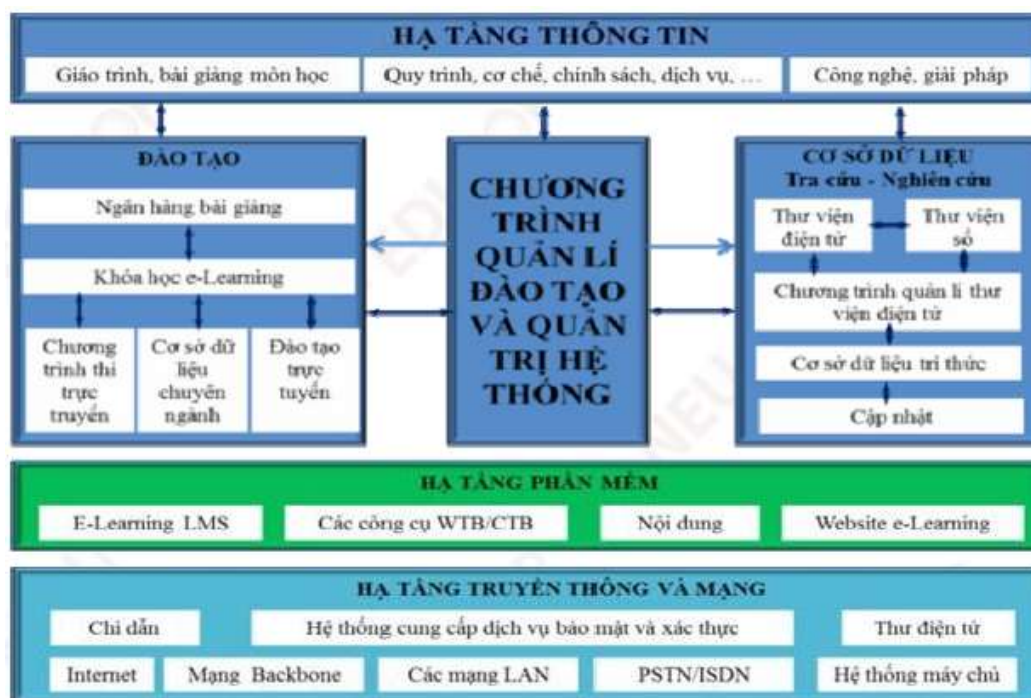 HẠ TẦNG THÔNG TIN
Giáo trình, bài giảng môn học
Quy trình, cơ chế, chính sách, dịch vụ, …
Công nghệ, giải pháp
ĐÀO TẠO
Ngân hàng bài giảng
Khóa học e-Learning
Chương
trình thi
trực
truyến
Cơ sở dữ
liệu
chuyên
ngành
Đào tạo
trực
tuyến
CHƯƠNG
TRÌNH
QUẢN LÍ
ĐÀO TẠO
VÀ QUẢN
TRỊ HỆ
THỐNG
CƠ SỞ DỮ LIỆU
Tra cứu - Nghiên cứu
Thư viện
điện tử
Thư viện
số
Chương trình quản lí thư
viện điện tử
Cơ sở dữ liệu tri thức
Cập nhật
HẠ TẦNG PHẦN MỀM
E-Learning LMS
Các công cụ WTB/CTB
Nội dung
Website e-Learning
HẠ TẦNG TRUYỀN THÔNG VÀ MẠNG
Chỉ dẫn
Hệ thống cung cấp dịch vụ bảo mật và xác thực
Thư điện tử
Internet
Mạng Backbone
Các mạng LAN
PSTN/ISDN
Hệ thống máy chủ